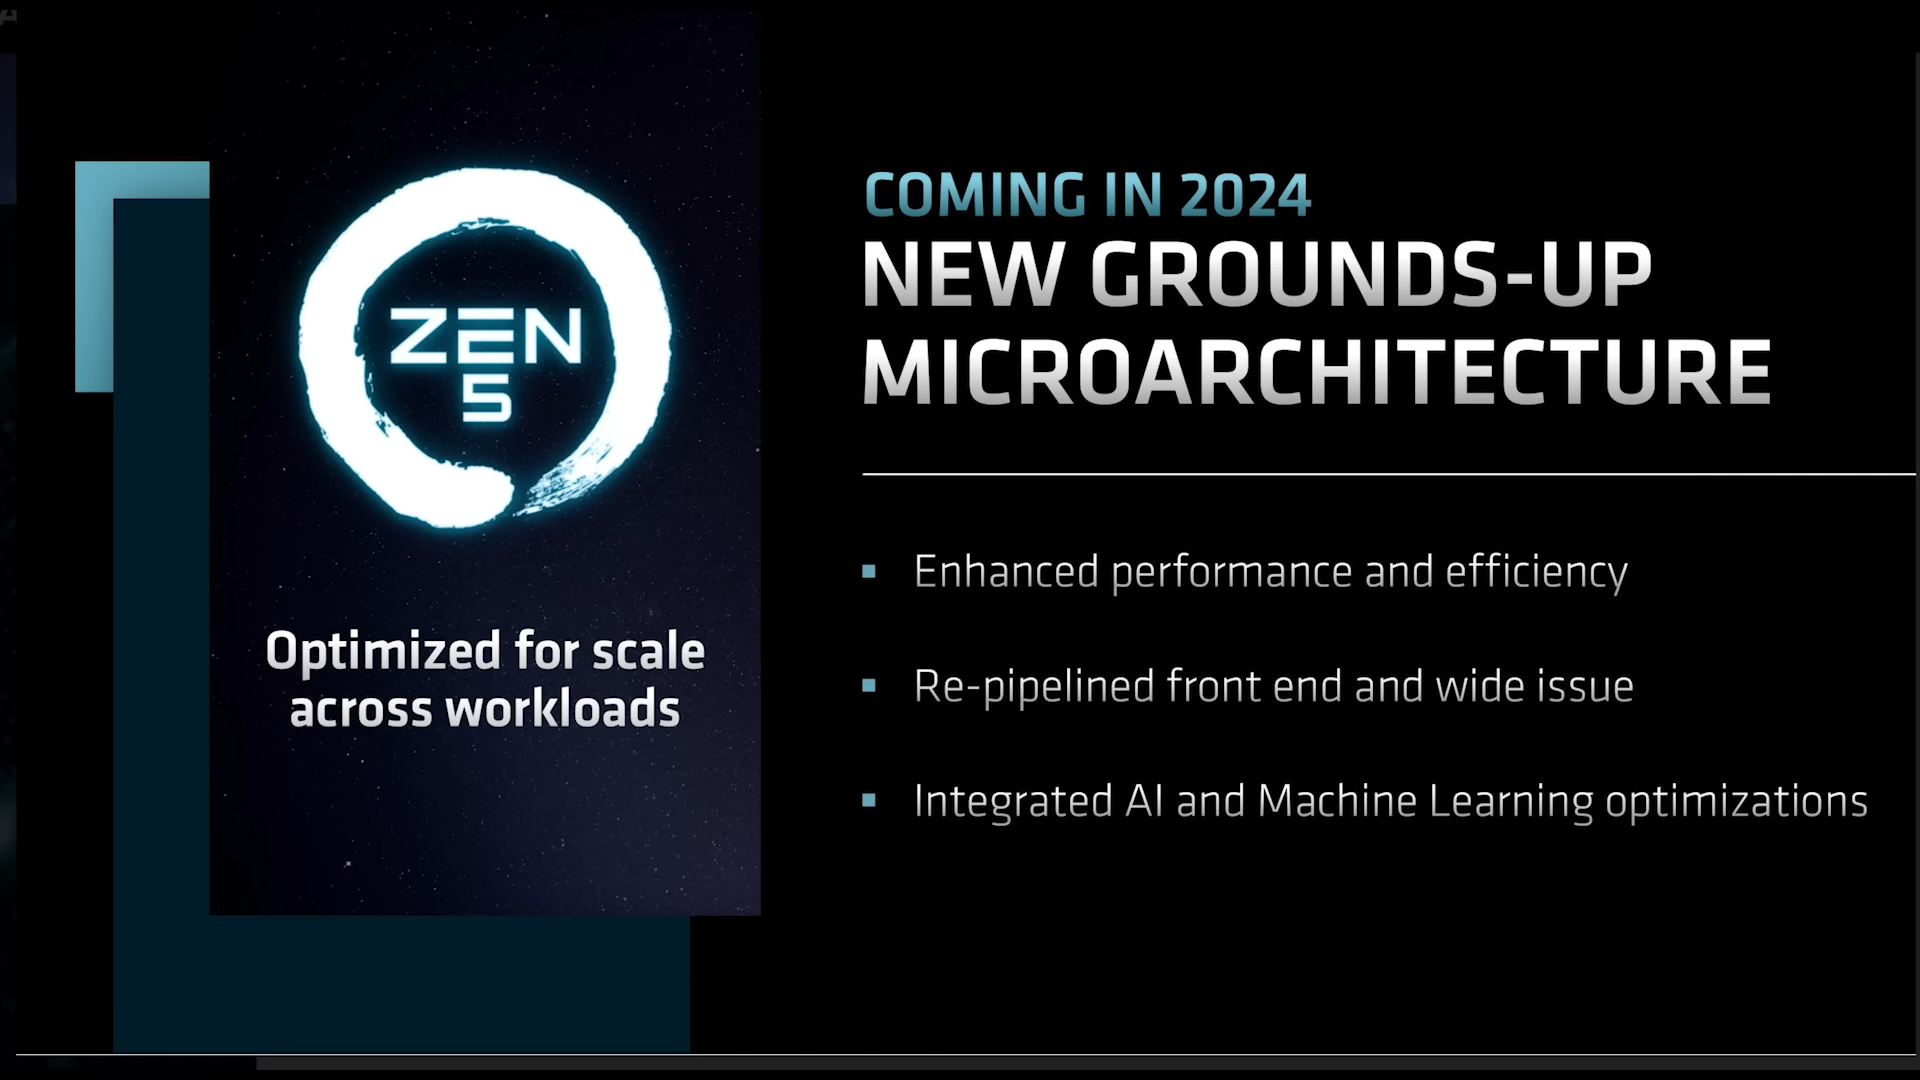 ZEN
5
Optimized for scale
across workloads
COMING IN 2024
NEW GROUNDS-UP
MICROARCHITECTURE
Enhanced performance and efficiency
Re-pipelined front end and wide issue
Integrated AI and Machine Learning optimizations